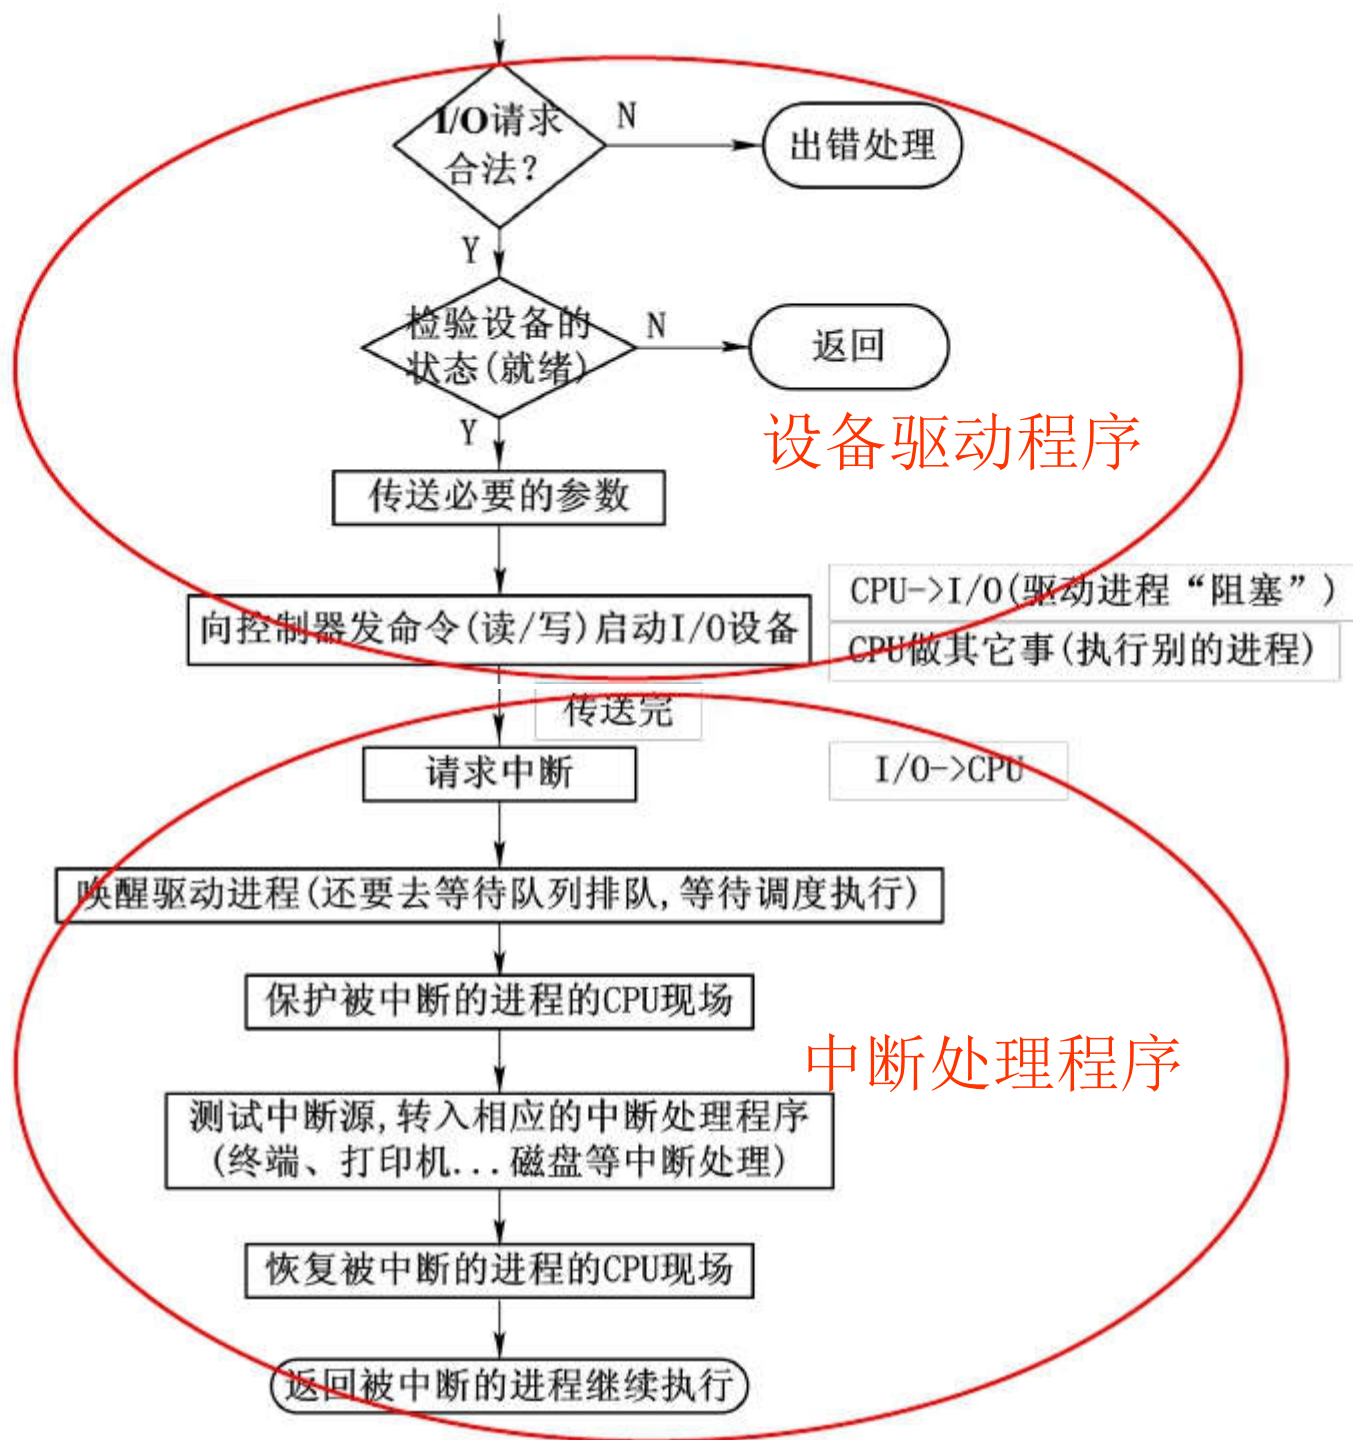 I/O请求
合法?
N
出错处理
Y
检验设备的
状态(就绪)
N
返回
Y
设备驱动程序
传送必要的参数
向控制器发命令(读/写)启动I/O设备
CPU->I/O(驱动进程“阻塞”)
CPU做其它事(执行别的进程)
传送完
请求中断
I/O->CPU
唤醒驱动进程(还要去等待队列排队,等待调度执行)
保护被中断的进程的CPU现场
中断处理程序
测试中断源,转入相应的中断处理程序
(终端、打印机...磁盘等中断处理)
恢复被中断的进程的CPU现场
返回被中断的进程继续执行